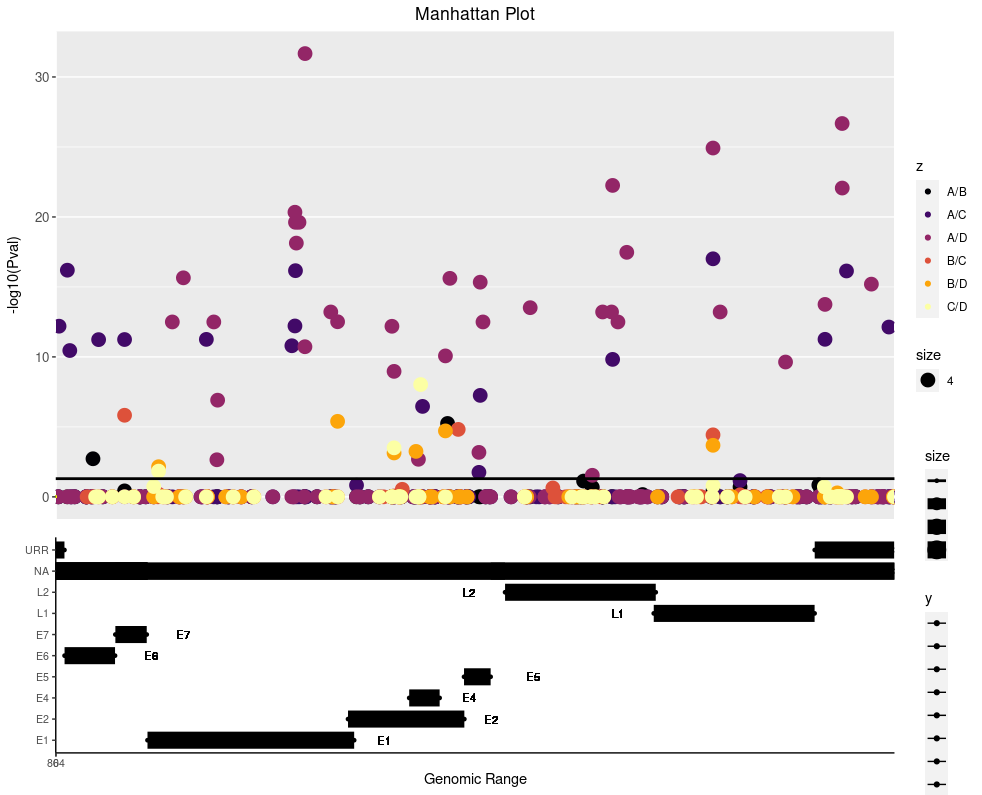 Manhattan Plot
30
20
10
0
-log10(Pval)
z
A/B
A/C
A/D
B/C
B/D
C/D
size
4
size
y
URR
NA
L2
L1
E7
E6
E5
E4
E2
E1
L2
L1
E7
E6
E5
E4
E2
E1
Genomic Range